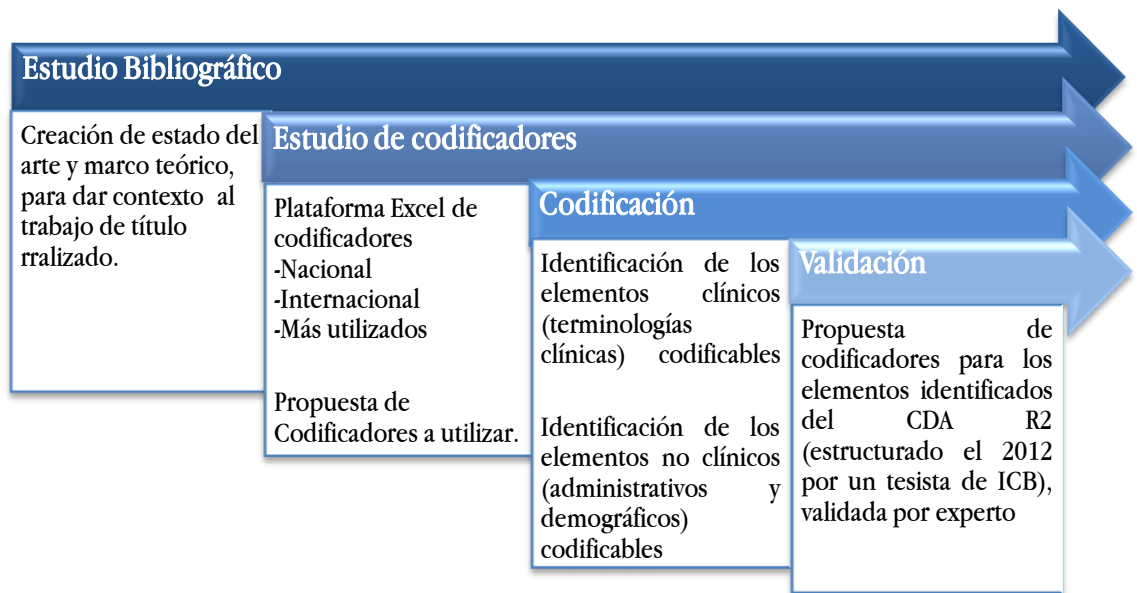 Estudio Bibliográfico
Creación de estado del
arte y marco teórico,
para dar contexto al
trabajo de título
rralizado.
Estudio de codificadores
Plataforma Excel de
codificadores
-Nacional
-Internacional
-Más utilizados
Propuesta de
Codificadores a utilizar.
Codificación
Identificación de los
elementos clínicos
(terminologías
clínicas) codificables
Identificación de los
elementos no clínicos
(administrativos y
demográficos)
codificables
Validación
Propuesta de
codificadores para los
elementos identificados
del CDA R2
(estructurado el 2012
por un tesista de ICB),
validada por experto